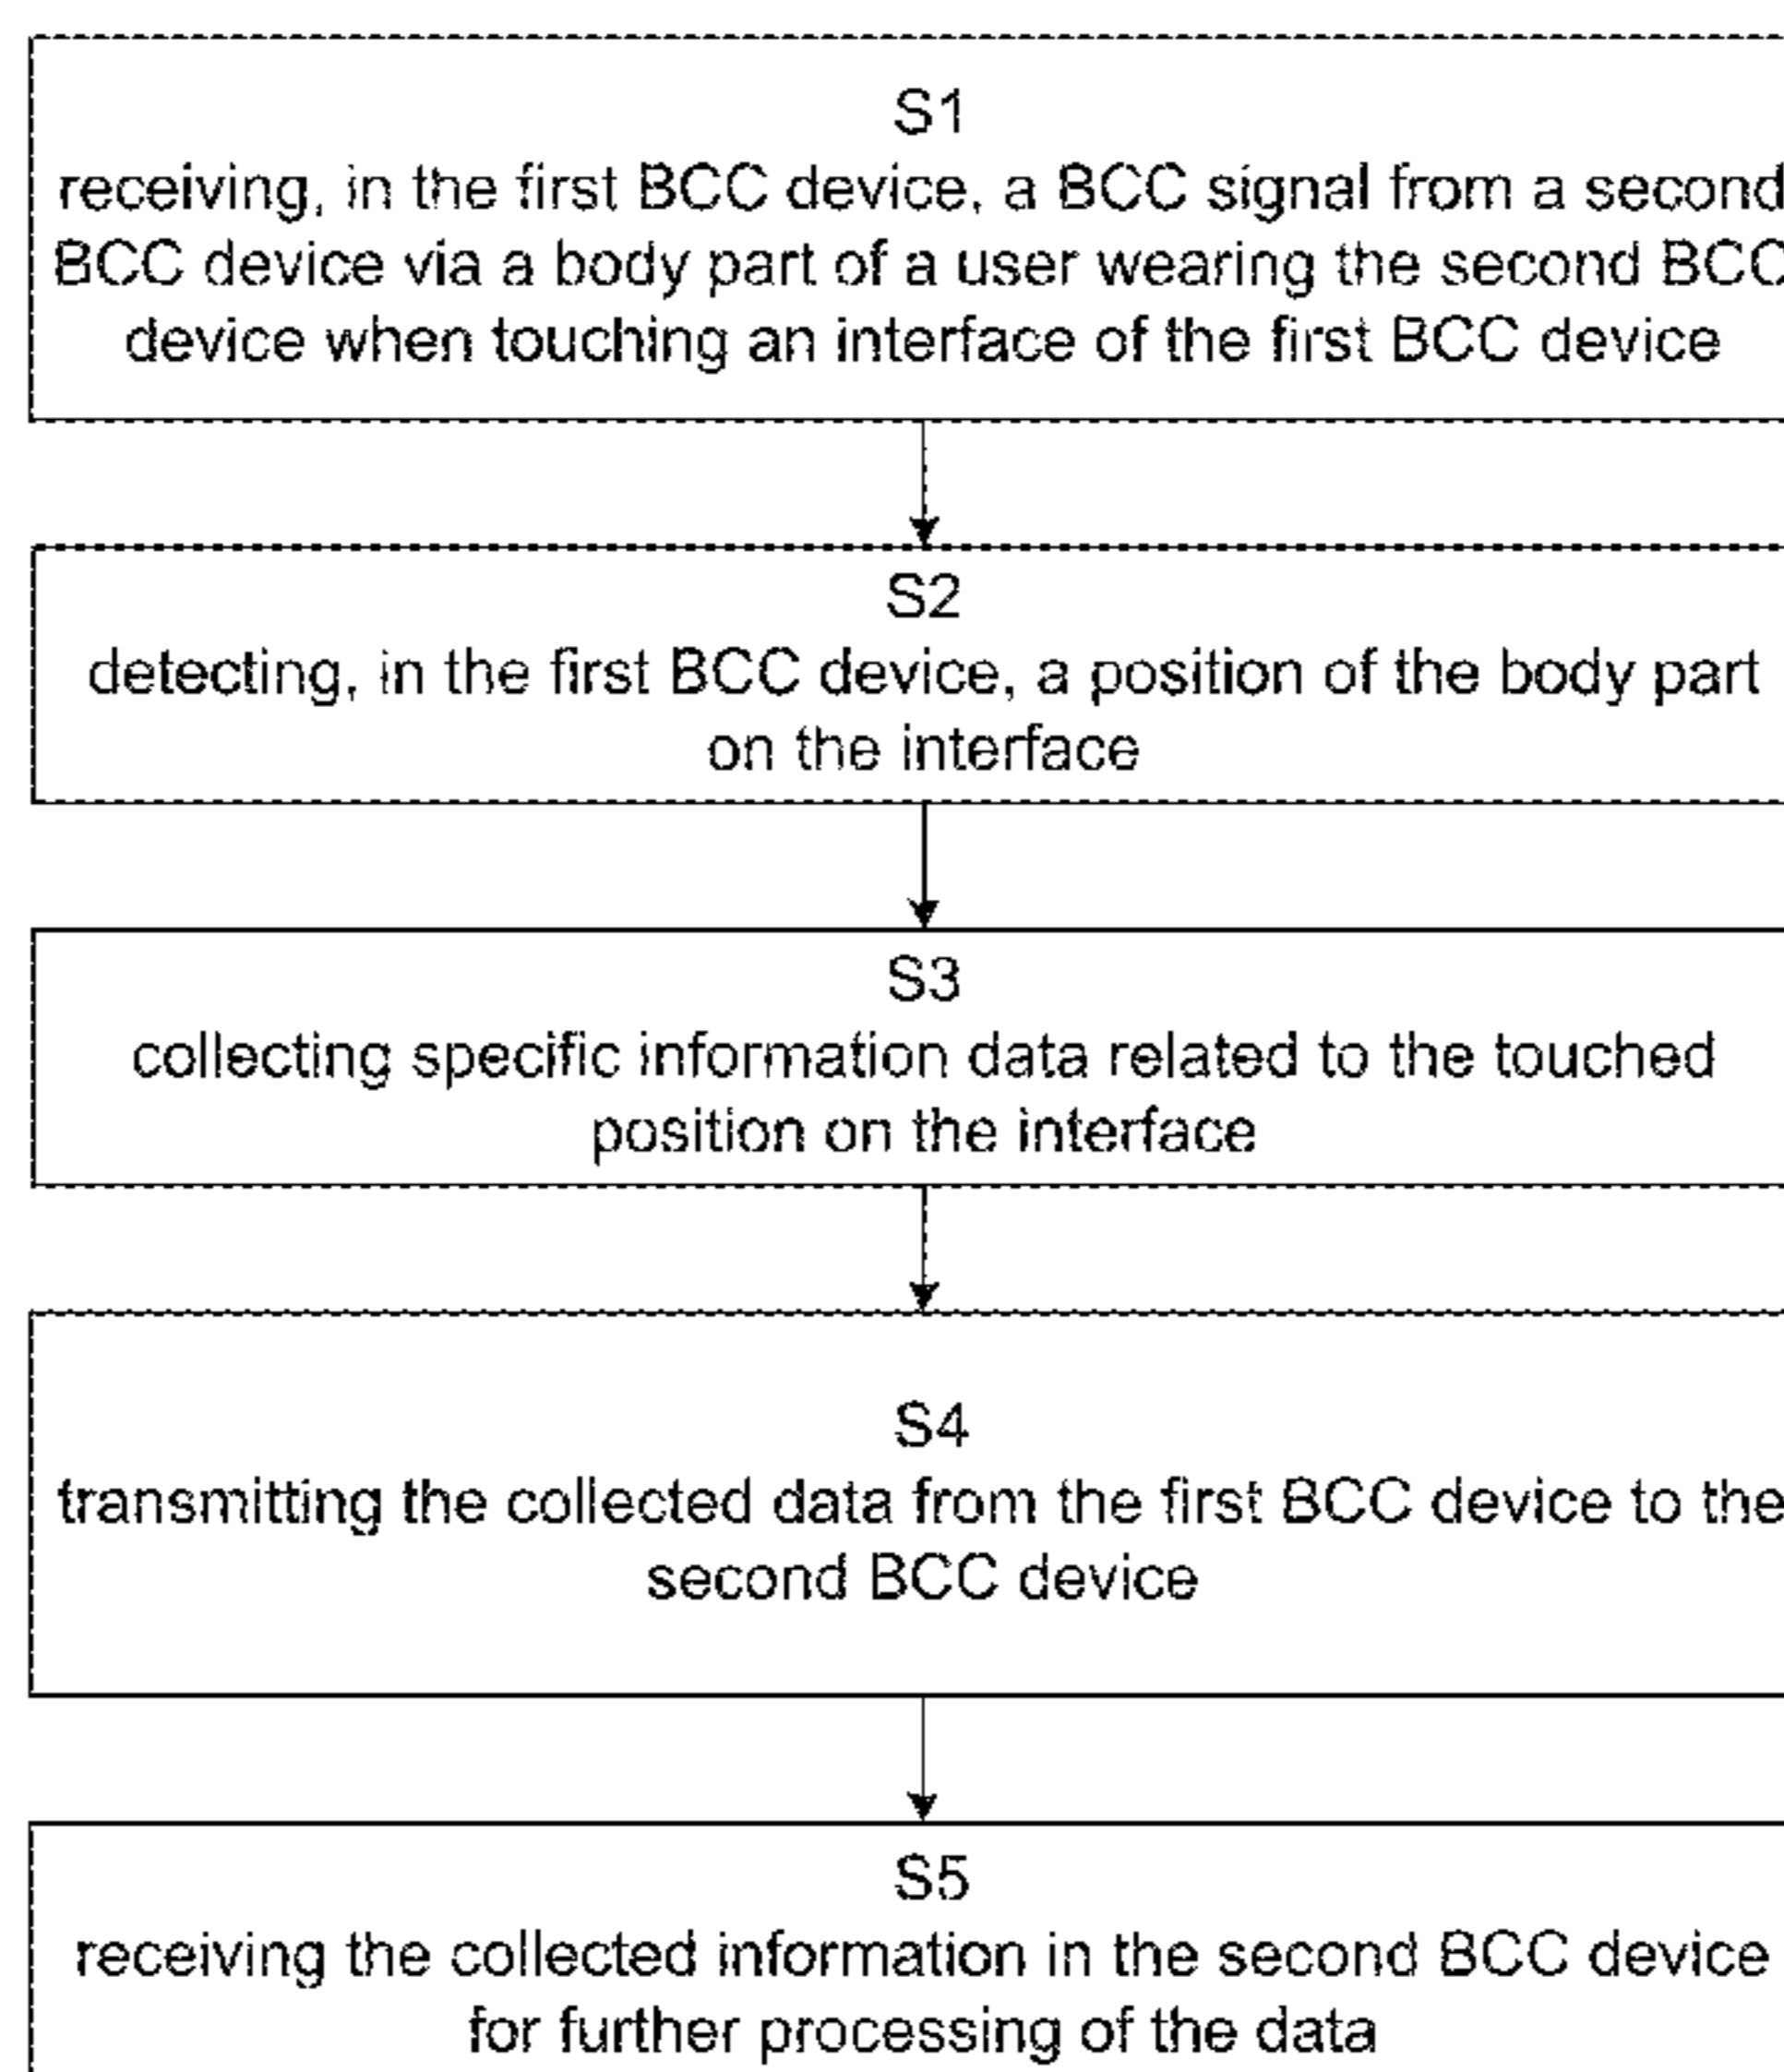 S1
receiving, in the first BCC device, a BCC signal from a second
BCC device via a body part of a user wearing the second BCC
device when touching an interface of the first BCC device
S2
detecting, in the first BCC device, a position of the body part
on the interface
S3
collecting specific information data related to the touched
position on the interface
S4
transmitting the collected data from the first BCC device to the
second BCC device
S5
receiving the collected information in the second BCC device
for further processing of the data